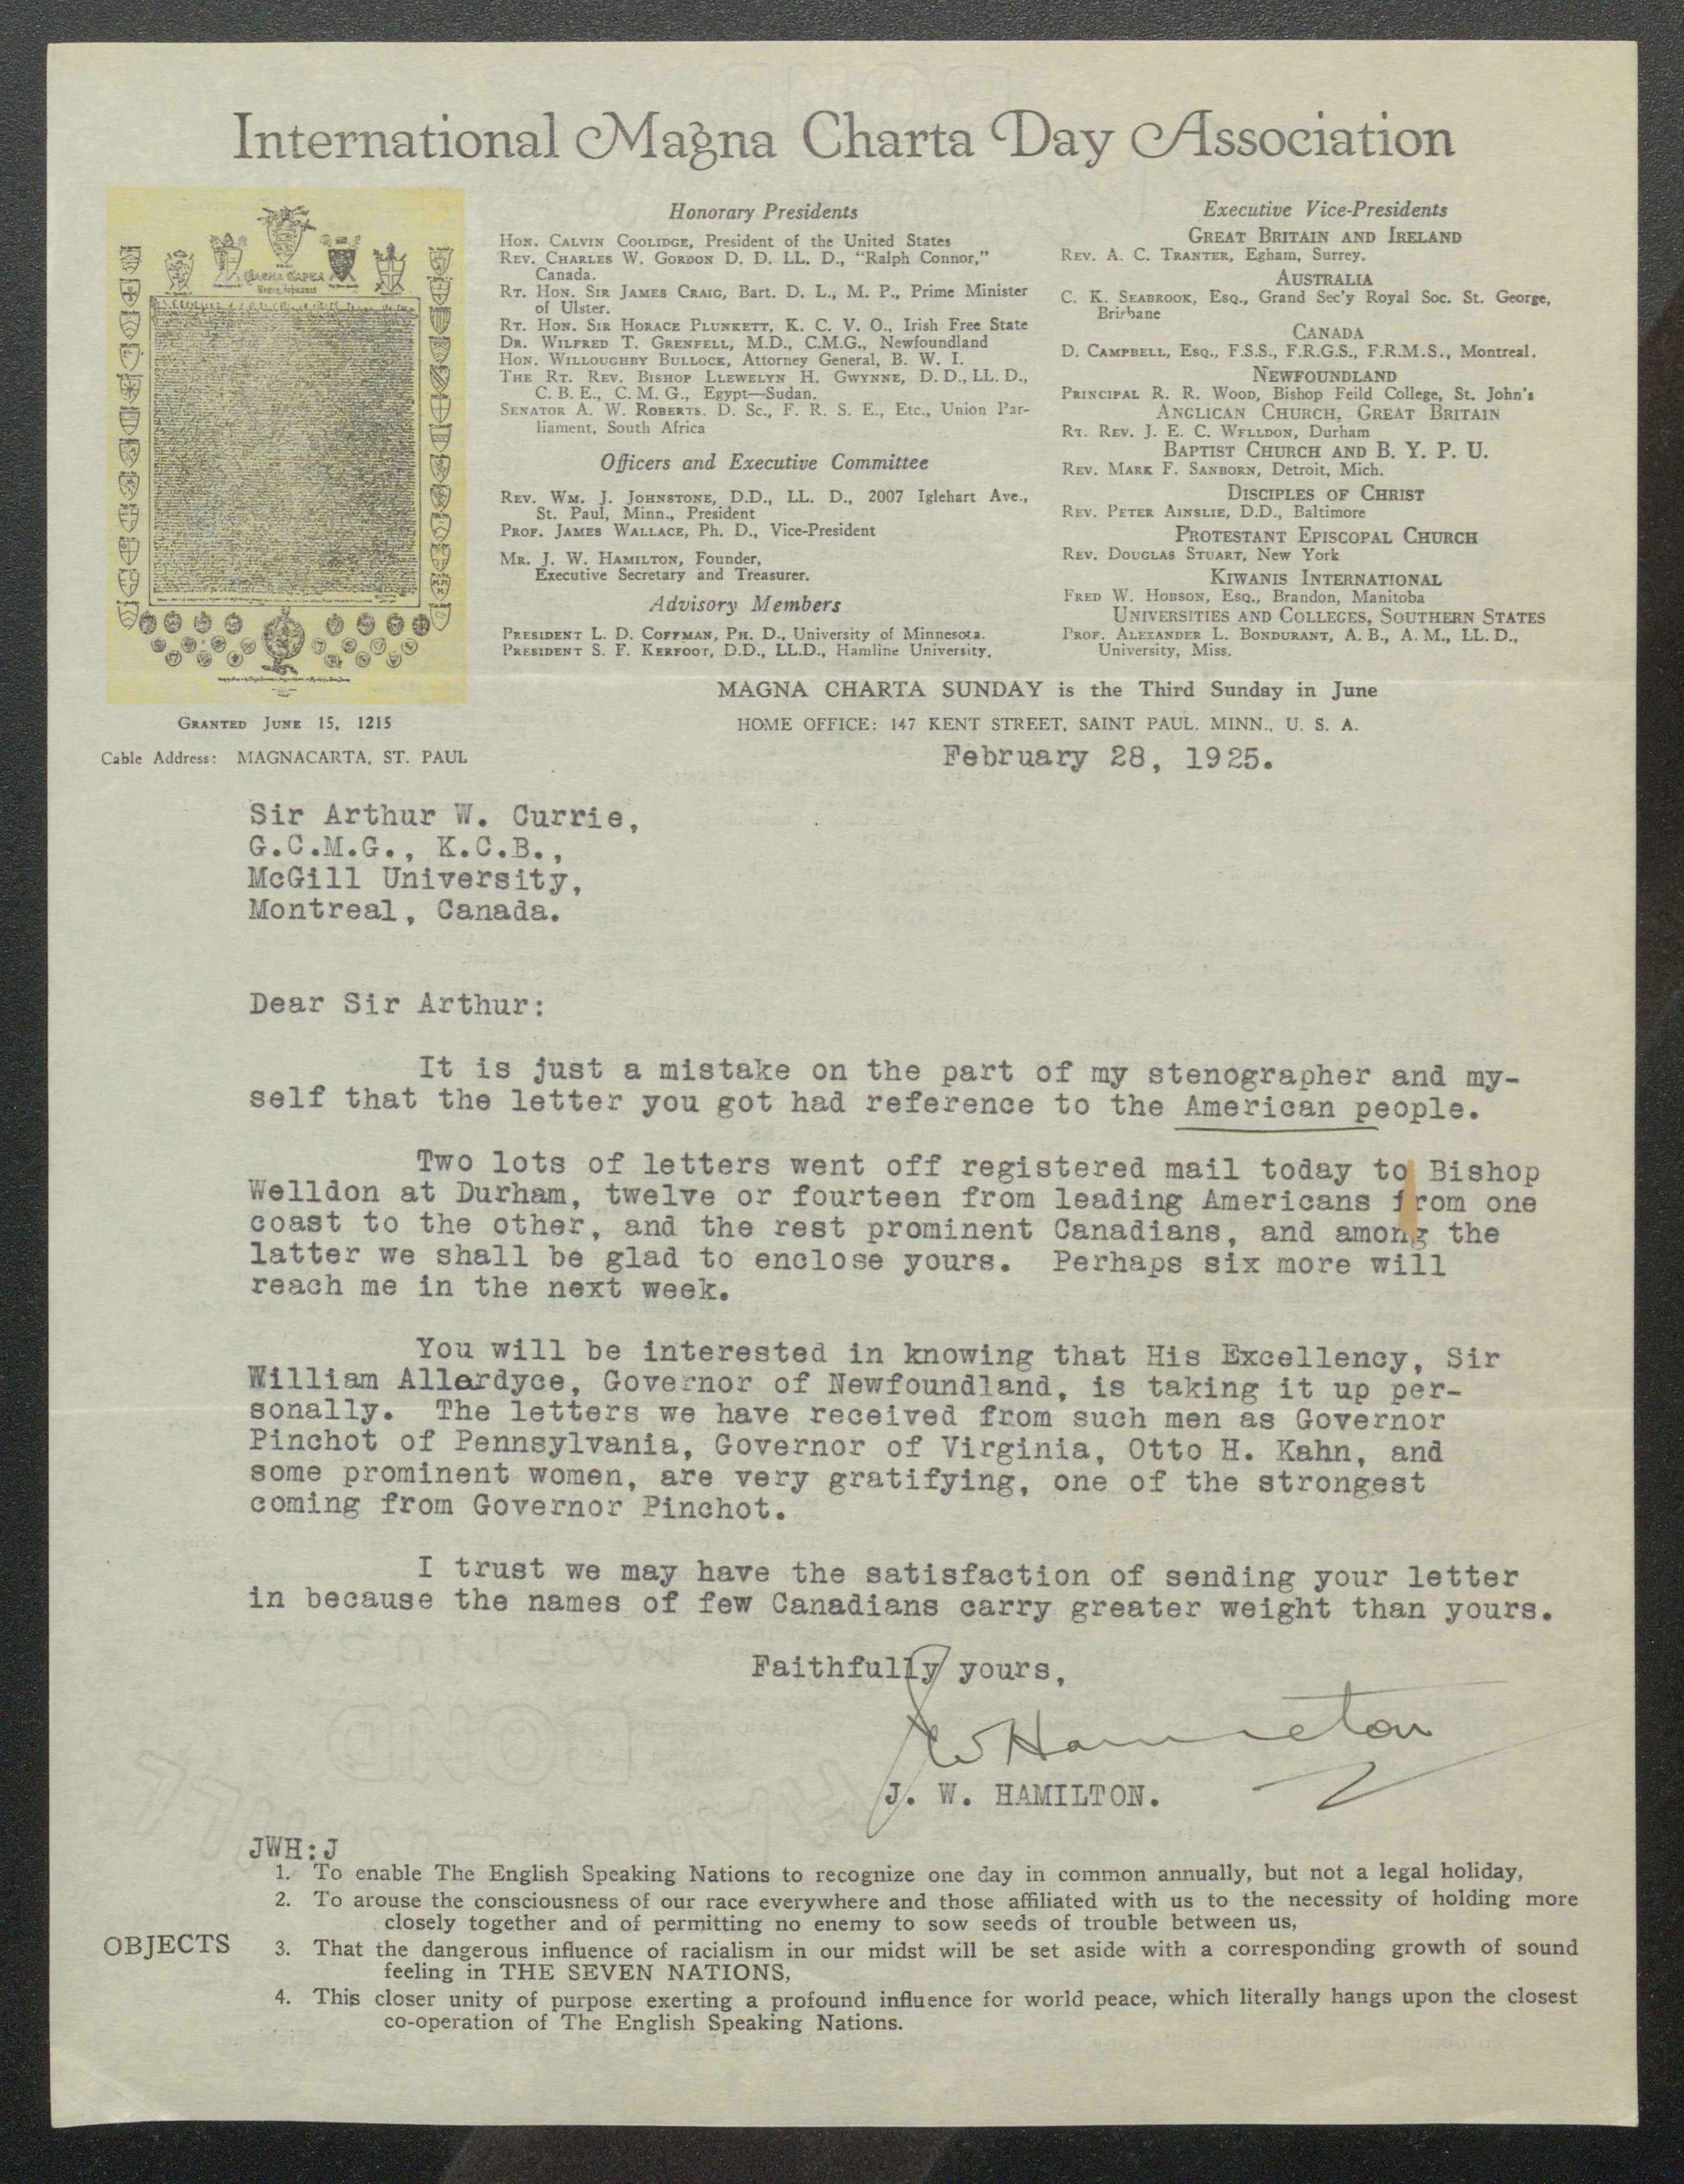 International Magna Charta Day Association
MAGNA CARTA
Regis Johannis
GRANTED JUNE 15, 1215
Cable Address: MAGNACARTA, ST. PAUL
Honorary Presidents
HON. CALVIN COOLIDGE, President of the United States
REV. CHARLES W. GORDON D. D. LL. D., "Ralph Connor,"
Canada.
RT. HON. SIR JAMES CRAIG, Bart. D. L., M. P., Prime Minister
of Ulster.
RT. HON. SIR HORACE PLUNKETT, K. C. V. O., Irish Free State
DR. WILFRED T. GRENFELL, M.D., C.M.G., Newfoundland
HON. WILLOUGHBY BULLOCK, Attorney General, B. W. I.
THE RT. REV. BISHOP LLEWELYN H. GWYNNE, D. D., LL. D.,
C. B. E., C. M. G., Egypt—Sudan.
SENATOR A. W. ROBERTS. D. Sc., F. R. S. E., Etc., Union Par-
liament, South Africa
Officers and Executive Committee
REV. WM. J. JOHNSTONE, D.D., LL. D., 2007 Iglehart Ave.,
St. Paul, Minn., President
PROF. JAMES WALLACE, Ph. D., Vice-President
MR. J. W. HAMILTON, Founder,
Executive Secretary and Treasurer.
Advisory Members
PRESIDENT L. D. COFFMAN, PH. D., University of Minnesota.
PRESIDENT S. F. KERFOOT, D.D., LL.D., Hamline University.
Executive Vice-Presidents
GREAT BRITAIN AND IRELAND
REV. A. C. TRANTER, Egham, Surrey.
AUSTRALIA
C. K. SEABROOK, Esq., Grand Sec'y Royal Soc. St. George,
Brisbane
CANADA
D. CAMPBELL, ESQ., F.S.S., F.R.G.S., F.R.M.S., Montreal.
NEWFOUNDLAND
PRINCIPAL R. R. WOOD, Bishop Feild College, St. John's
ANGLICAN CHURCH, GREAT BRITAIN
RT. REV. J. E. C. WELLDON, Durham
BAPTIST CHURCH AND B. Y. P. U.
REV. MARK F. SANBORN, Detroit, Mich.
DISCIPLES OF CHRIST
REV. PETER AINSLIE, D.D., Baltimore
PROTESTANT EPISCOPAL CHURCH
REV. DOUGLAS STUART, New York
KIWANIS INTERNATIONAL
FRED W. HOBSON, Esq., Brandon, Manitoba
UNIVERSITIES AND COLLEGES, SOUTHERN STATES
PROF. ALEXANDER L. BONDURANT, A. B., A. M., LL. D.,
University, Miss.
MAGNA CHARTA SUNDAY is the Third Sunday in June
HOME OFFICE: 147 KENT STREET, SAINT PAUL. MINN., U. S. A.
February 28, 1925.
Sir Arthur W. Currie,
G.C.M.G., K.C.B.,
McGill University,
Montreal, Canada.
Dear Sir Arthur:
It is just a mistake on the part of my stenographer and my-
self that the letter you got had reference to the American people.
Two lots of letters went off registered mail today to Bishop
Welldon at Durham, twelve or fourteen from leading Americans from one
coast to the other, and the rest prominent Canadians, and among the
latter we shall be glad to enclose yours. Perhaps six more will
reach me in the next week.
You will be interested in knowing that His Excellency, Sir
William Allardyce, Governor of Newfoundland, is taking it up per-
sonally. The letters we have received from such men as Governor
Pinchot of Pennsylvania, Governor of Virginia, Otto H. Kahn, and
some prominent women, are very gratifying, one of the strongest
coming from Governor Pinchot.
I trust we may have the satisfaction of sending your letter
in because the names of few Canadians carry greater weight than yours.
Faithfully yours,
JW Hamilton
J. W. HAMILTON.
JWH:J
OBJECTS
1. To enable The English Speaking Nations to recognize one day in common annually, but not a legal holiday,
2. To arouse the consciousness of our race everywhere and those affiliated with us to the necessity of holding more
closely together and of permitting no enemy to sow seeds of trouble between us,
3. That the dangerous influence of racialism in our midst will be set aside with a corresponding growth of sound
feeling in THE SEVEN NATIONS,
4. This closer unity of purpose exerting a profound influence for world peace, which literally hangs upon the closest
co-operation of The English Speaking Nations.